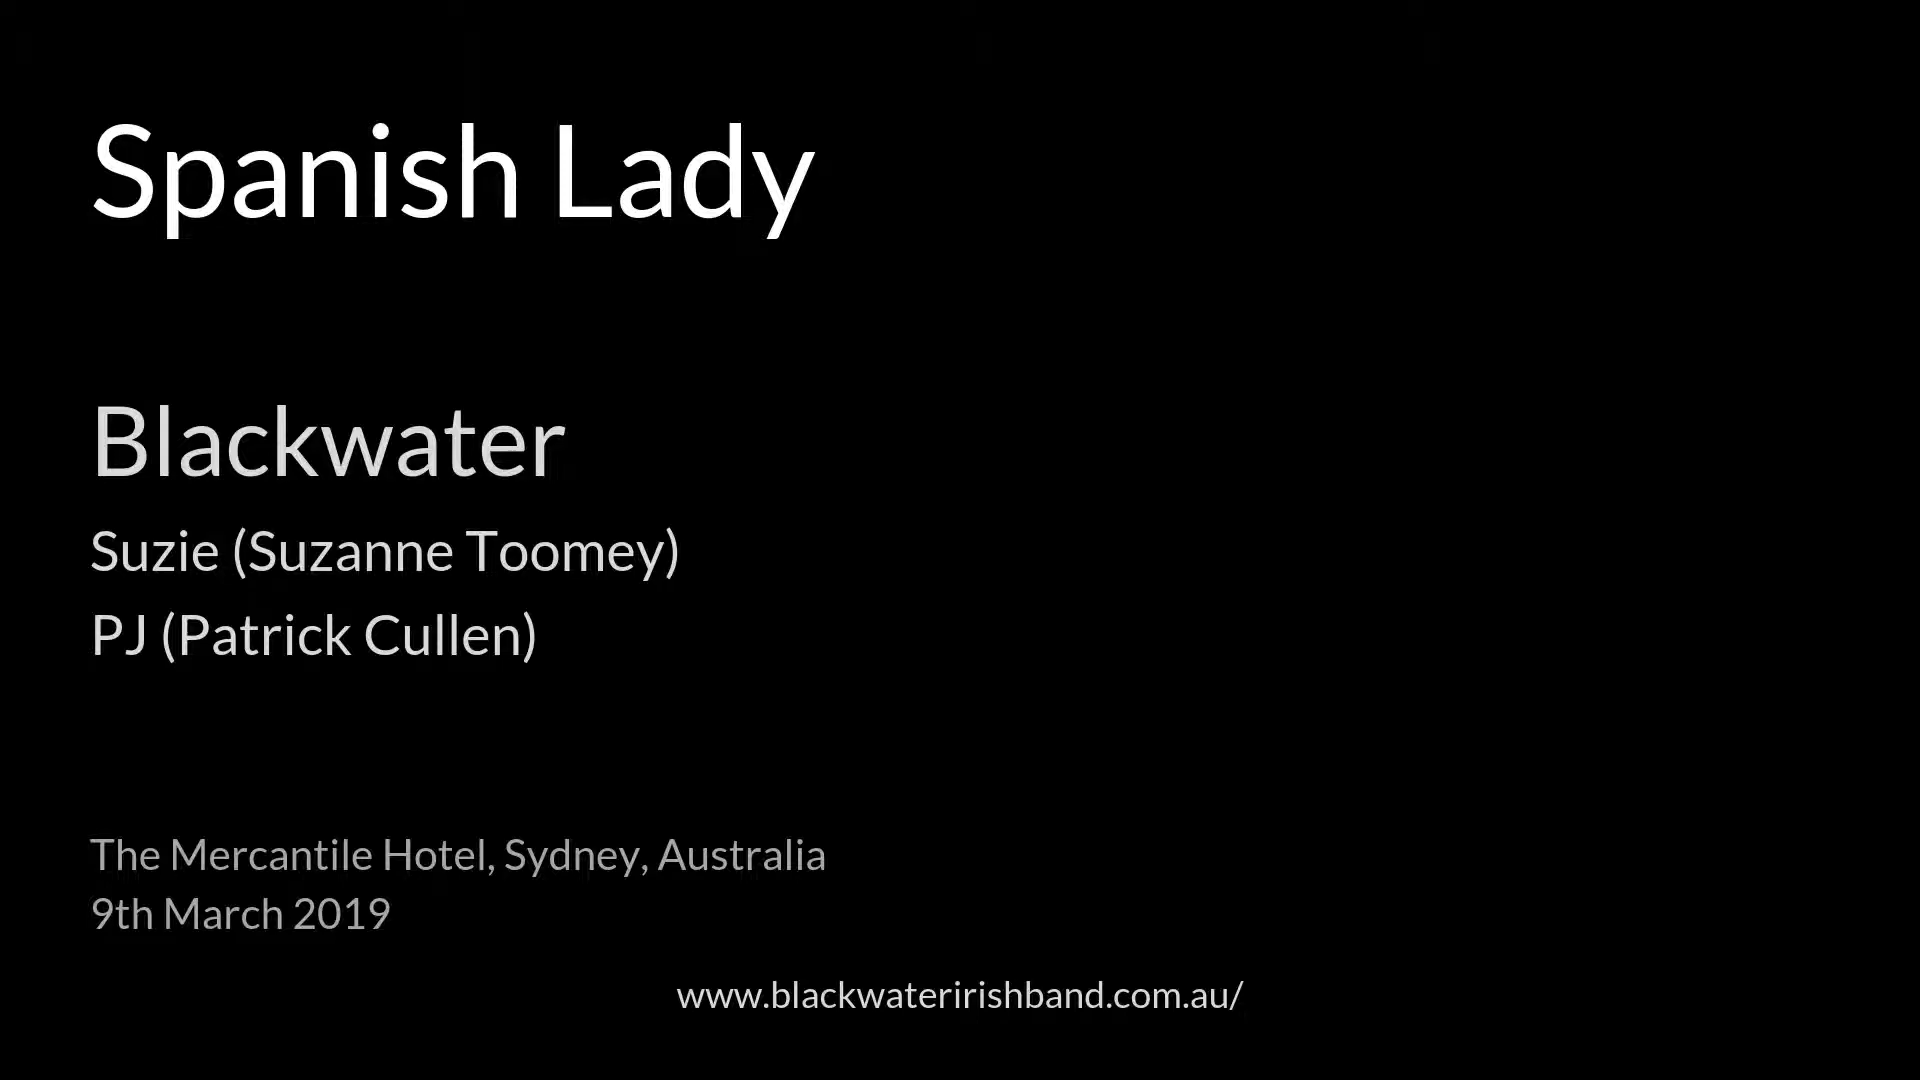 Spanish Lady
Blackwater
Suzie (Suzanne Toomey)
PJ (Patrick Cullen)
The Mercantile Hotel, Sydney, Australia
9th March 2019
www.blackwateririshband.com.au/